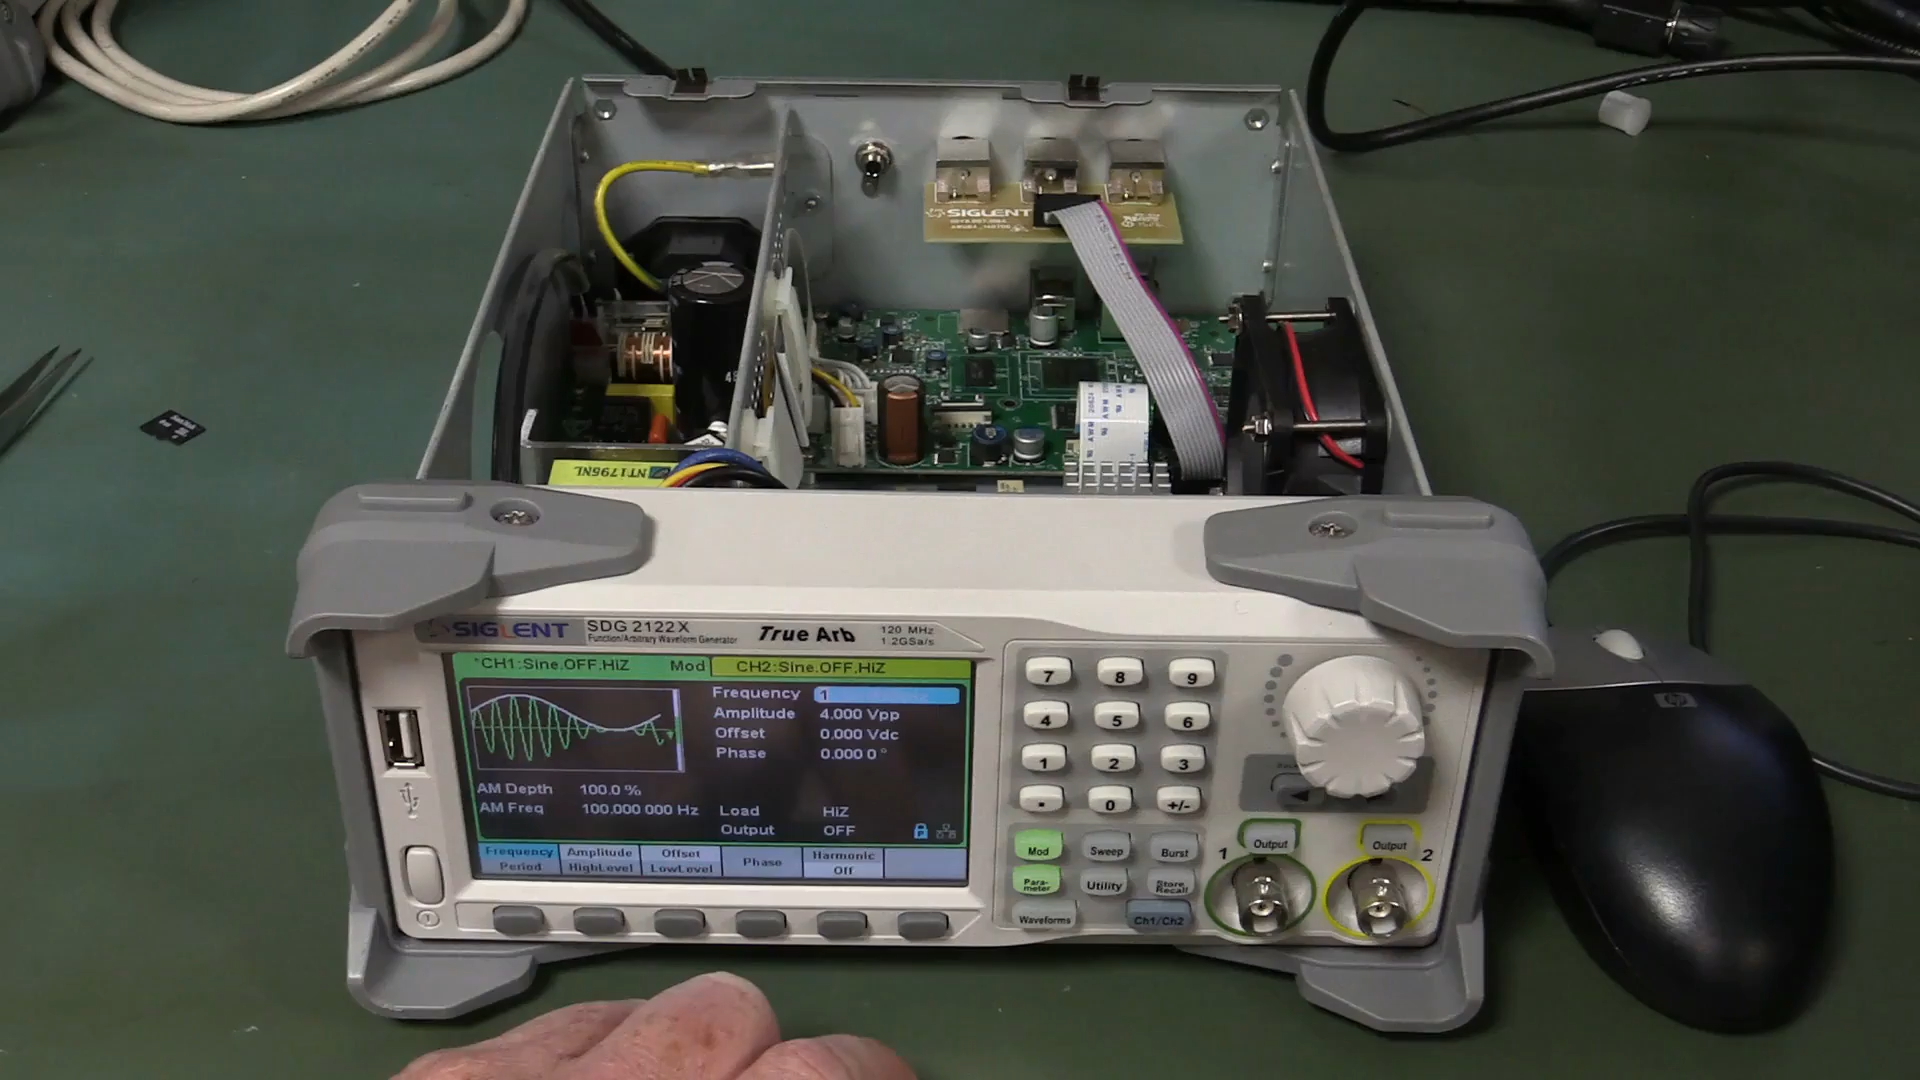 SIGLENT
NT1796NL
SIGLENT SDG 2122X
Function/Arbitrary Waveform Generator
True Arb
120 MHz
1.2GSa/s
*CH1:Sine.OFF.HiZ Mod CH2:Sine.OFF.HiZ
Frequency 1
Amplitude 4.000 Vpp
Offset 0.000 Vdc
Phase 0.000 0 °
AM Depth 100.0 %
AM Freq 100.000 000 Hz
Load HiZ
Output OFF
Frequency Amplitude Offset Phase Harmonic
Period HighLevel LowLevel Off
7 8 9
4 5 6
1 2 3
. 0 +/-
Mod Sweep Burst
Para-
meter
Utility
Store
Recall
Waveforms Ch1/Ch2
1 Output
Output 2
hp